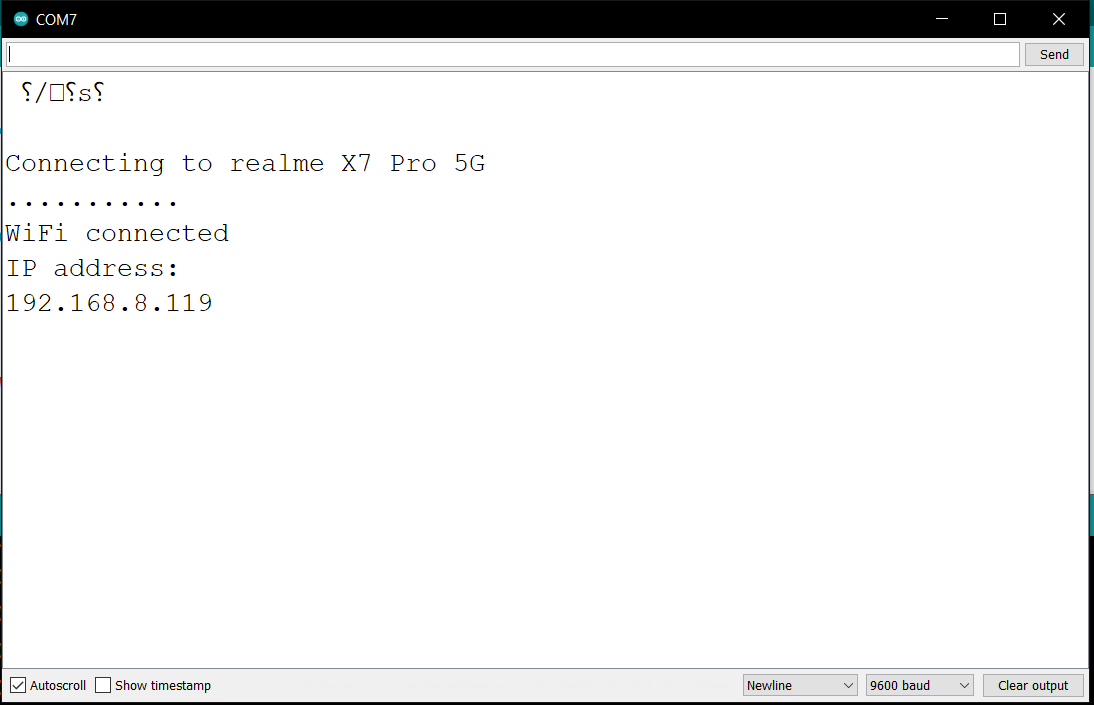 COM7
Send
⸮/□⸮s⸮
Connecting to realme X7 Pro 5G
...........
WiFi connected
IP address:
192.168.8.119
Autoscroll
Show timestamp
Newline
9600 baud
Clear output